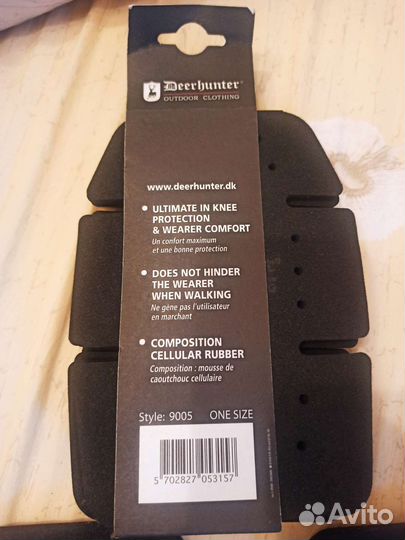 Deerhunter
OUTDOOR CLOTHING
www.deerhunter.dk
• ULTIMATE IN KNEE
PROTECTION
& WEARER COMFORT
Un confort maximum
et une bonne protection
• DOES NOT HINDER
THE WEARER
WHEN WALKING
Ne gène pas l'utilisateur
en marchant
• COMPOSITION
CELLULAR RUBBER
Composition : mousse de
caoutchouc cellulaire
Style: 9005 ONE SIZE
5 702827 053157
Avito